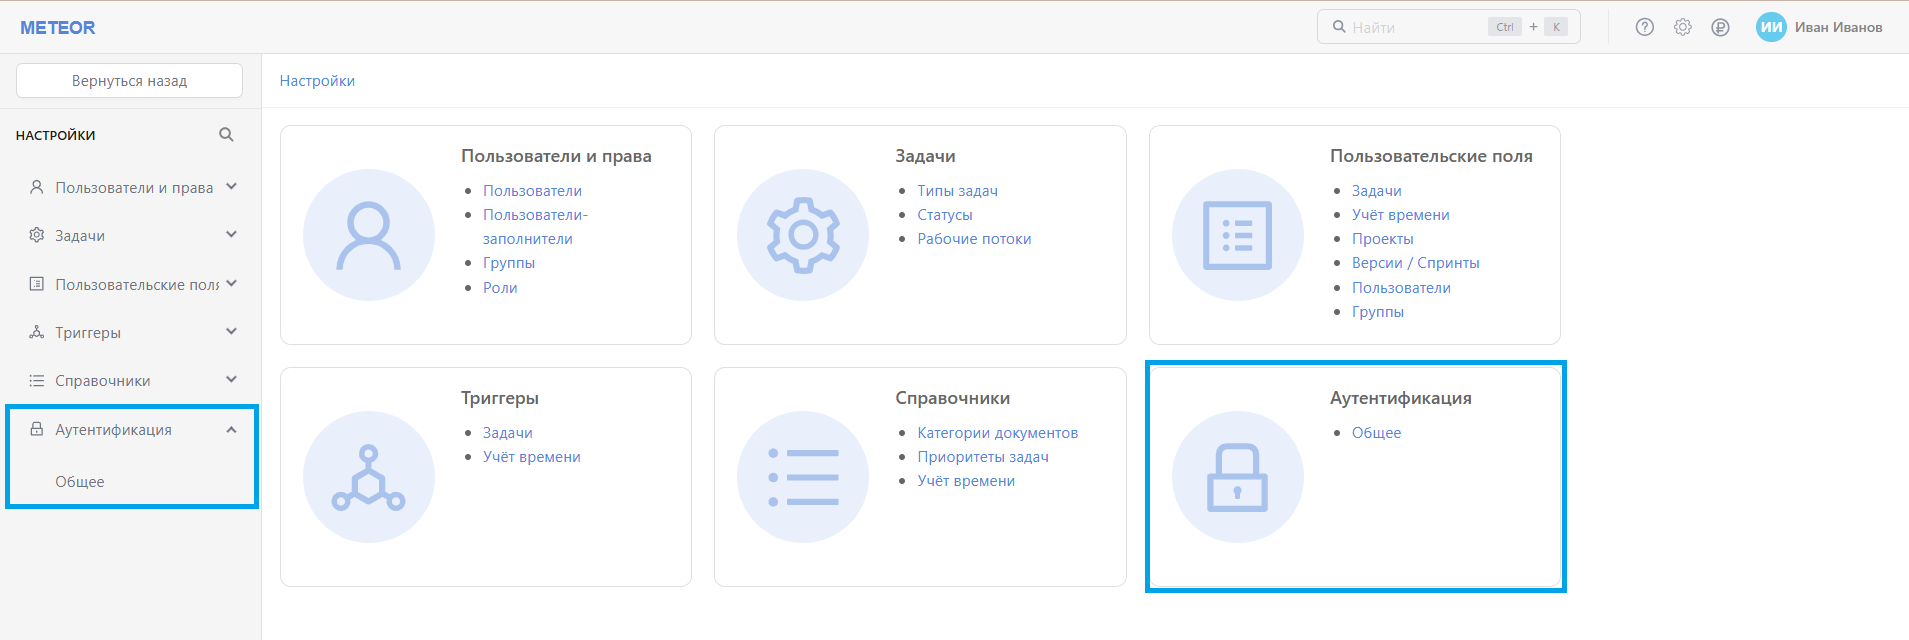 METEOR
Найти
Ctrl + K
ИИ
Иван Иванов
Вернуться назад
НАСТРОЙКИ
Пользователи и права
Задачи
Пользовательские поля
Триггеры
Справочники
Аутентификация
Общее
Настройки
Пользователи и права
Пользователи
Пользователи-
заполнители
Группы
Роли
Задачи
Типы задач
Статусы
Рабочие потоки
Пользовательские поля
Задачи
Учёт времени
Проекты
Версии / Спринты
Пользователи
Группы
Триггеры
Задачи
Учёт времени
Справочники
Категории документов
Приоритеты задач
Учёт времени
Аутентификация
Общее